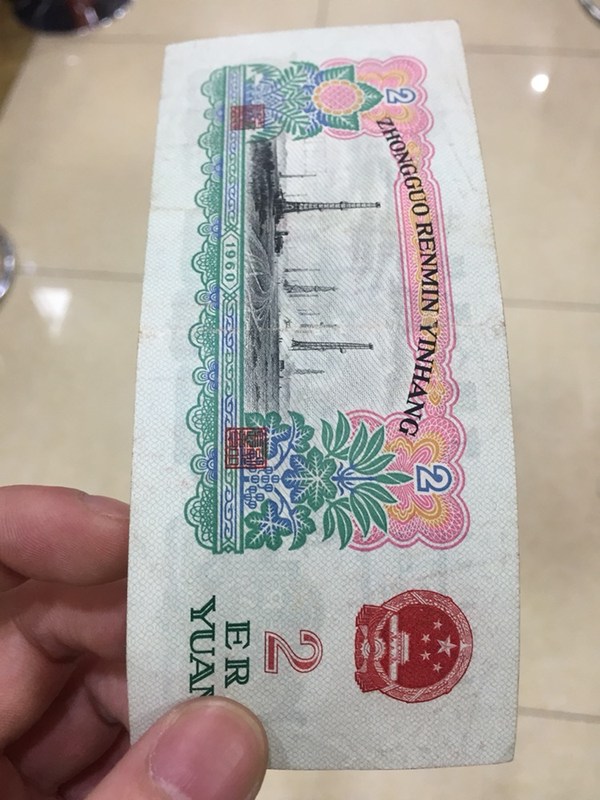 2
ZHONGGUO RENMIN YINHANG
2
1960
2
ER
YUAN